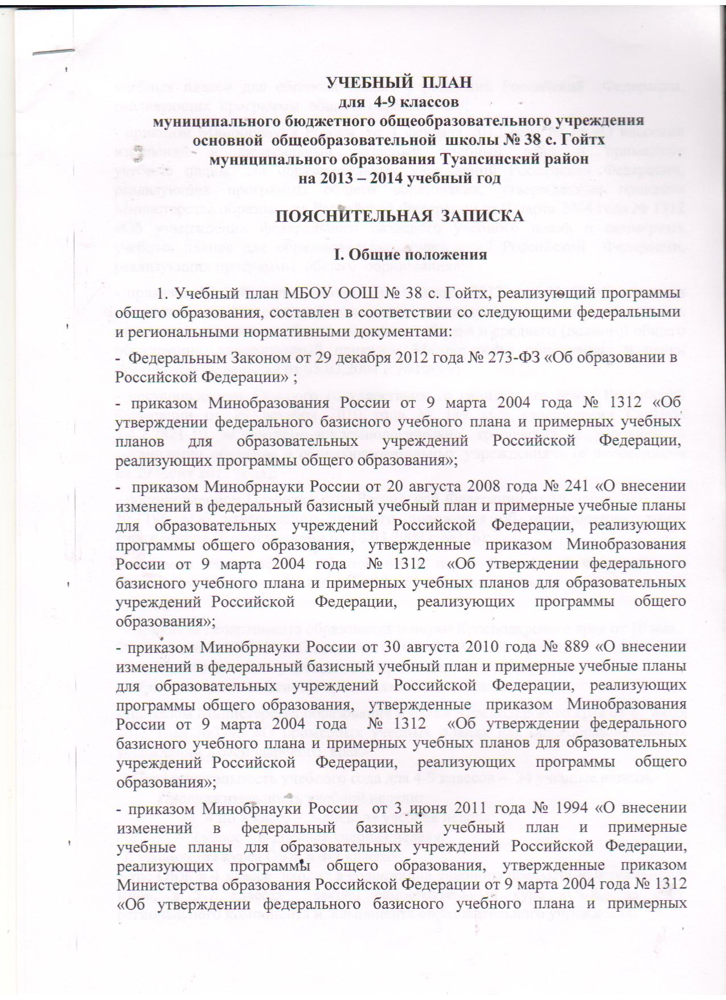 УЧЕБНЫЙ ПЛАН
для 4-9 классов
муниципального бюджетного общеобразовательного учреждения
основной общеобразовательной школы № 38 с. Гойтх
муниципального образования Туапсинский район
на 2013 – 2014 учебный год
ПОЯСНИТЕЛЬНАЯ ЗАПИСКА
I. Общие положения
1. Учебный план МБОУ ООШ № 38 с. Гойтх, реализующий программы
общего образования, составлен в соответствии со следующими федеральными
и региональными нормативными документами:
- Федеральным Законом от 29 декабря 2012 года № 273-ФЗ «Об образовании в
Российской Федерации» ;
- приказом Минобразования России от 9 марта 2004 года № 1312 «Об
утверждении федерального базисного учебного плана и примерных учебных
планов для образовательных учреждений Российской Федерации,
реализующих программы общего образования»;
- приказом Минобрнауки России от 20 августа 2008 года № 241 «О внесении
изменений в федеральный базисный учебный план и примерные учебные планы
для образовательных учреждений Российской Федерации, реализующих
программы общего образования, утвержденные приказом Минобразования
России от 9 марта 2004 года № 1312 «Об утверждении федерального
базисного учебного плана и примерных учебных планов для образовательных
учреждений Российской Федерации, реализующих программы общего
образования»;
- приказом Минобрнауки России от 30 августа 2010 года № 889 «О внесении
изменений в федеральный базисный учебный план и примерные учебные планы
для образовательных учреждений Российской Федерации, реализующих
программы общего образования, утвержденные приказом Минобразования
России от 9 марта 2004 года № 1312 «Об утверждении федерального
базисного учебного плана и примерных учебных планов для образовательных
учреждений Российской Федерации, реализующих программы общего
образования»;
- приказом Минобрнауки России от 3 июня 2011 года № 1994 «О внесении
изменений в федеральный базисный учебный план и примерные
учебные планы для образовательных учреждений Российской Федерации,
реализующих программы общего образования, утвержденные приказом
Министерства образования Российской Федерации от 9 марта 2004 года № 1312
«Об утверждении федерального базисного учебного плана и примерных